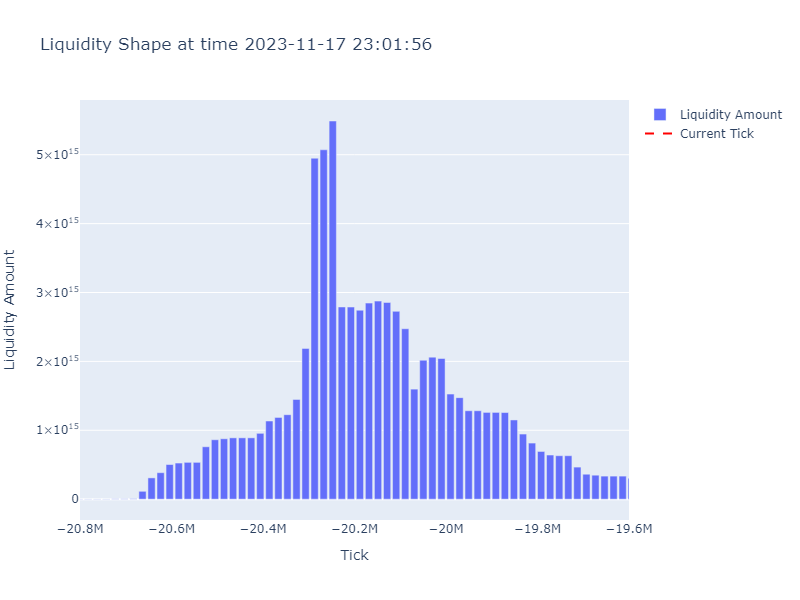 Liquidity Shape at time 2023-11-17 23:01:56
Liquidity Amount
Current Tick
5×10¹⁵
4×10¹⁵
3×10¹⁵
2×10¹⁵
1×10¹⁵
0
Liquidity Amount
−20.8M
−20.6M
−20.4M
−20.2M
−20M
−19.8M
−19.6M
Tick